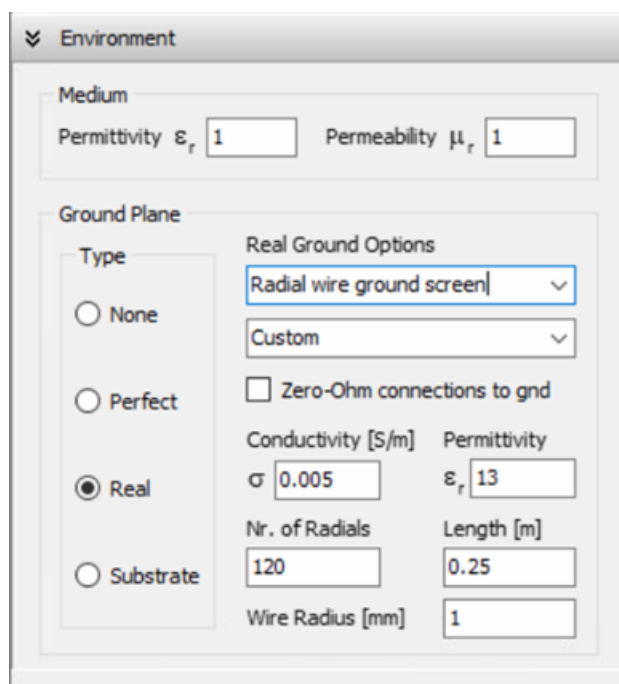 Environment
Medium
Permittivity εr 1 Permeability μr 1
Ground Plane
Type
None
Perfect
Real
Substrate
Real Ground Options
Radial wire ground screen
Custom
Zero-Ohm connections to gnd
Conductivity [S/m] Permittivity
σ 0.005 εr 13
Nr. of Radials Length [m]
120 0.25
Wire Radius [mm] 1